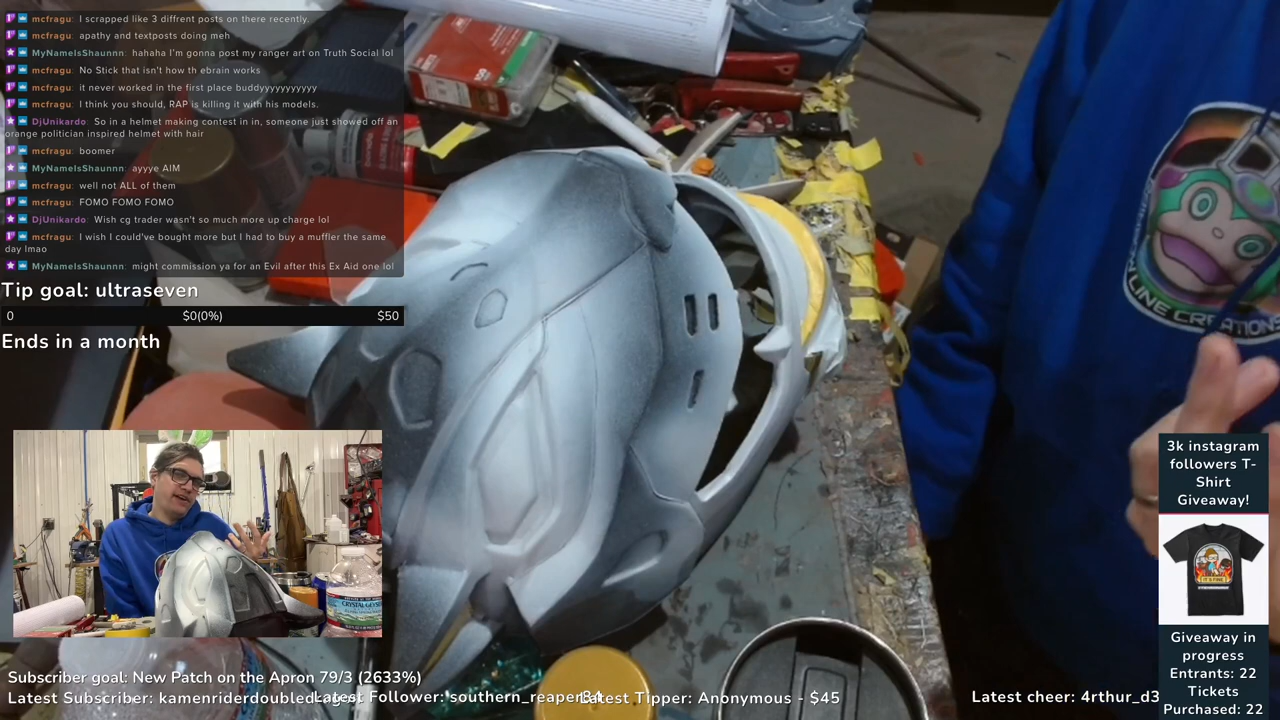 mcfragu: I scrapped like 3 diffrent posts on there recently.
mcfragu: apathy and textposts doing meh
MyNameIsShaunnn: hahaha I'm gonna post my ranger art on Truth Social lol
mcfragu: No Stick that isn't how th ebrain works
mcfragu: it never worked in the first place buddyyyyyyyyyy
mcfragu: I think you should, RAP is killing it with his models.
DjUnikardo: So in a helmet making contest in in, someone just showed off an
orange politician inspired helmet with hair
mcfragu: boomer
MyNameIsShaunnn: ayyye AIM
mcfragu: well not ALL of them
mcfragu: FOMO FOMO FOMO
DjUnikardo: Wish cg trader wasn't so much more up charge lol
mcfragu: I wish I could've bought more but I had to buy a muffler the same
day lmao
MyNameIsShaunnn: might commission ya for an Evil after this Ex Aid one lol
Tip goal: ultraseven
0 $0(0%) $50
Ends in a month
CRYSTAL GEYSER
3k instagram
followers T-
Shirt
Giveaway!
IT'S FINE
Giveaway in
progress
Entrants: 22
Tickets
Purchased: 22
Subscriber goal: New Patch on the Apron 79/3 (2633%)
Latest Subscriber: kamenriderdoubled
Latest Follower: southern_reaper84
Latest Tipper: Anonymous - $45
Latest cheer: 4rthur_d3